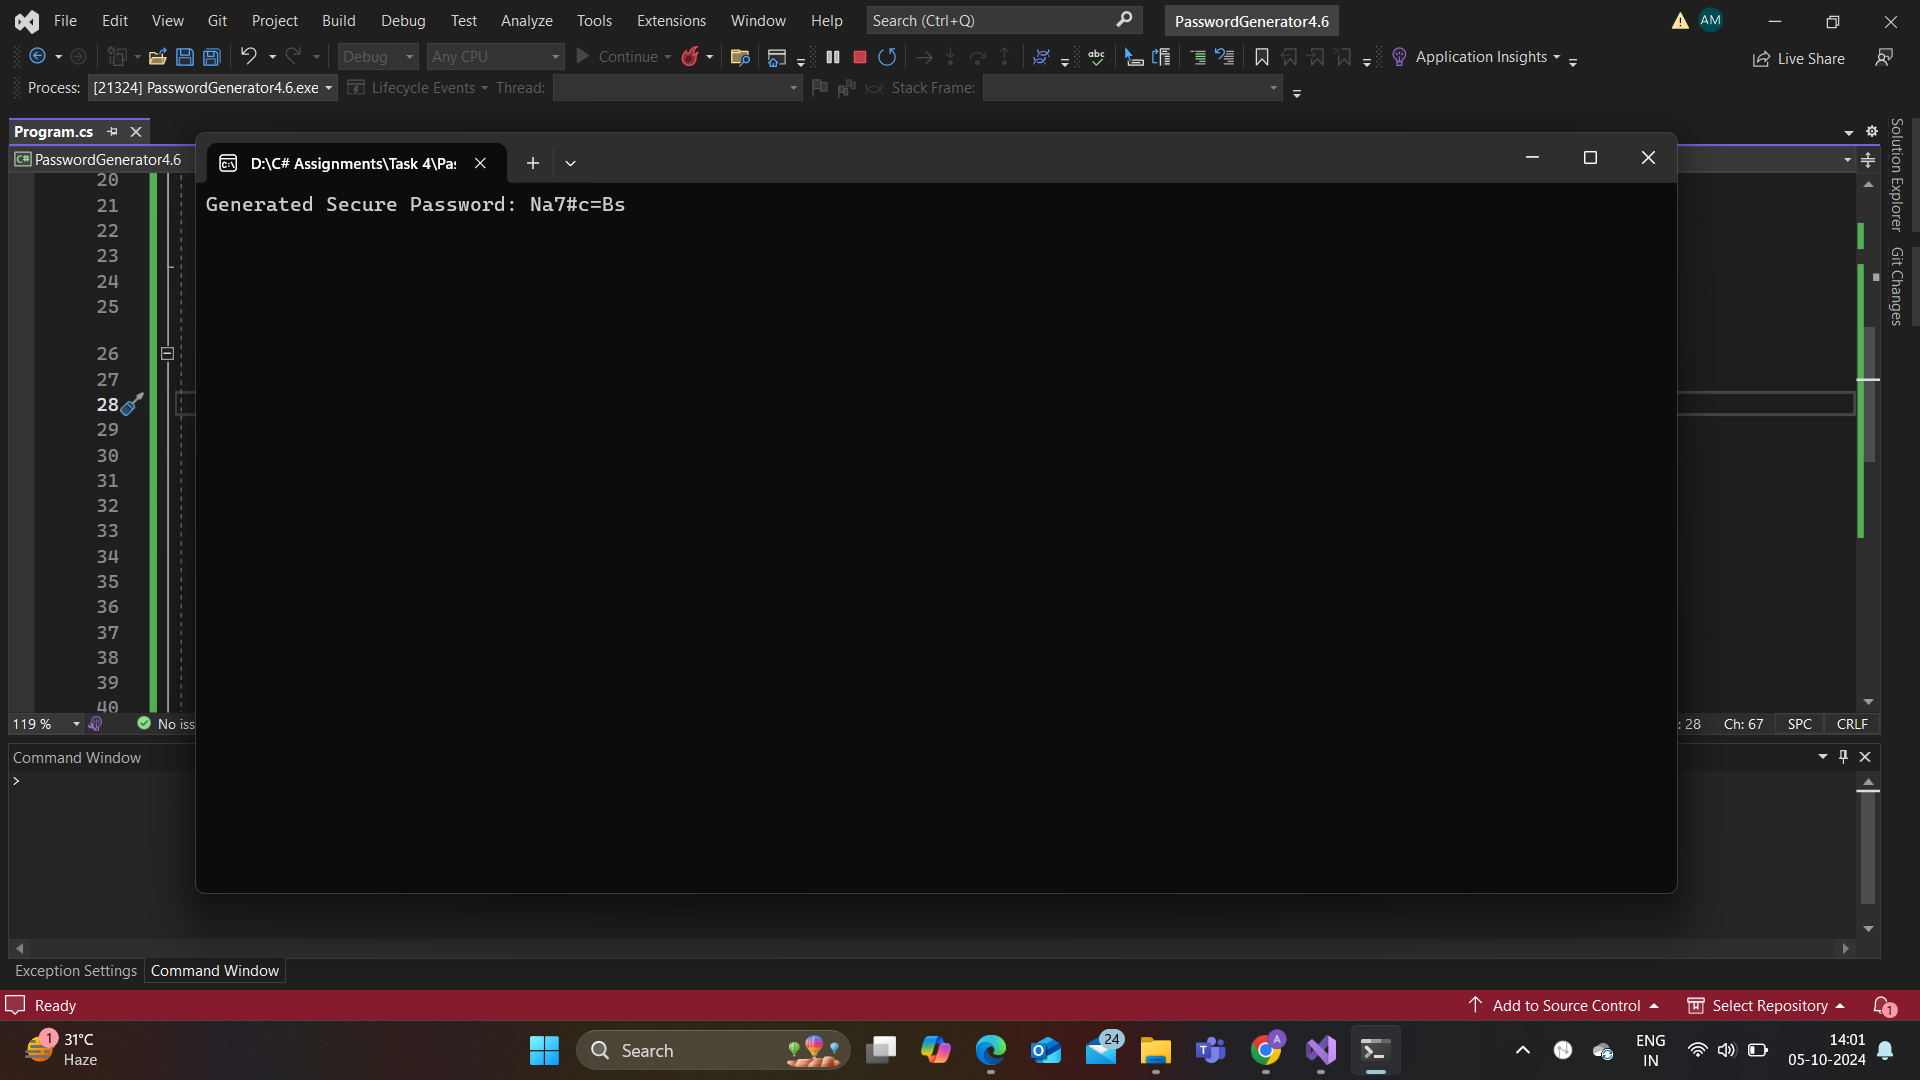 File Edit View Git Project Build Debug Test Analyze Tools Extensions Window Help Search (Ctrl+Q) PasswordGenerator4.6 AM
Debug Any CPU Continue Application Insights Live Share
Process: [21324] PasswordGenerator4.6.exe Lifecycle Events Thread: Stack Frame:
Program.cs
PasswordGenerator4.6
D:\C# Assignments\Task 4\Pa
Generated Secure Password: Na7#c=Bs
20
21
22
23
24
25
26
27
28
29
30
31
32
33
34
35
36
37
38
39
40
Solution Explorer
Git Changes
119 % No iss : 28 Ch: 67 SPC CRLF
Command Window
>
Exception Settings Command Window
Ready Add to Source Control Select Repository 1
1 31°C
Haze
Search
24
A
ENG
IN
14:01
05-10-2024